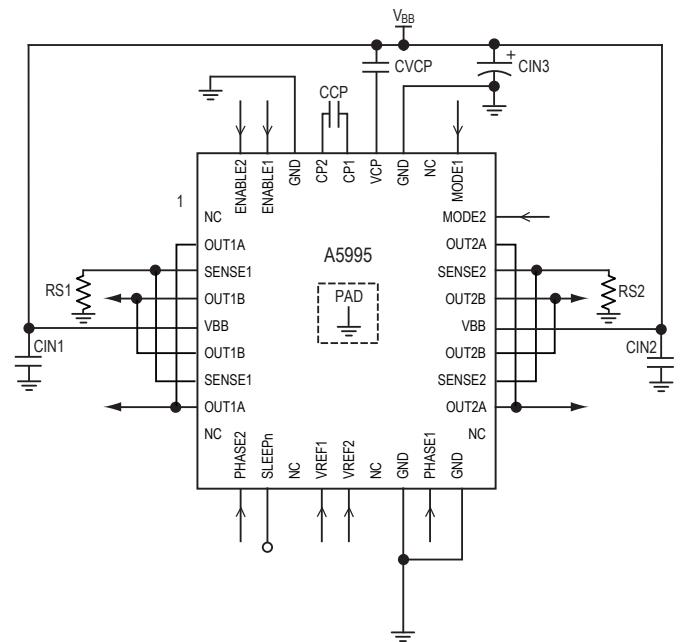 VBB
CVCP
CIN3
+
CCP
ENABLE2
ENABLE1
GND
CP2
CP1
VCP
GND
NC
MODE1
1
NC
MODE2
OUT1A
A5995
OUT2A
SENSE1
SENSE2
RS1
OUT1B
PAD
OUT2B
RS2
VBB
VBB
CIN1
OUT1B
OUT2B
CIN2
SENSE1
SENSE2
OUT1A
OUT2A
NC
NC
PHASE2
SLEEPn
NC
VREF1
VREF2
NC
GND
PHASE1
GND